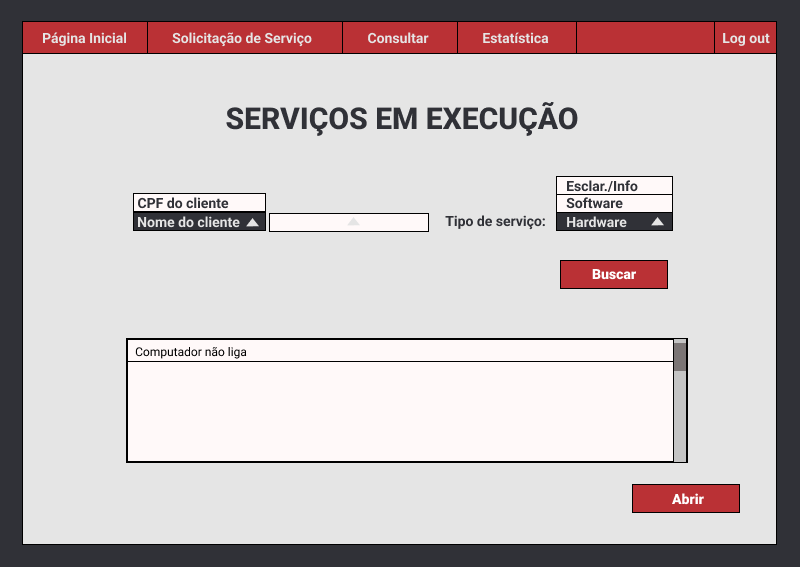 Página Inicial
Solicitação de Serviço
Consultar
Estatística
Log out
SERVIÇOS EM EXECUÇÃO
CPF do cliente
Nome do cliente
Tipo de serviço:
Esclar./Info
Software
Hardware
Buscar
Computador não liga
Abrir